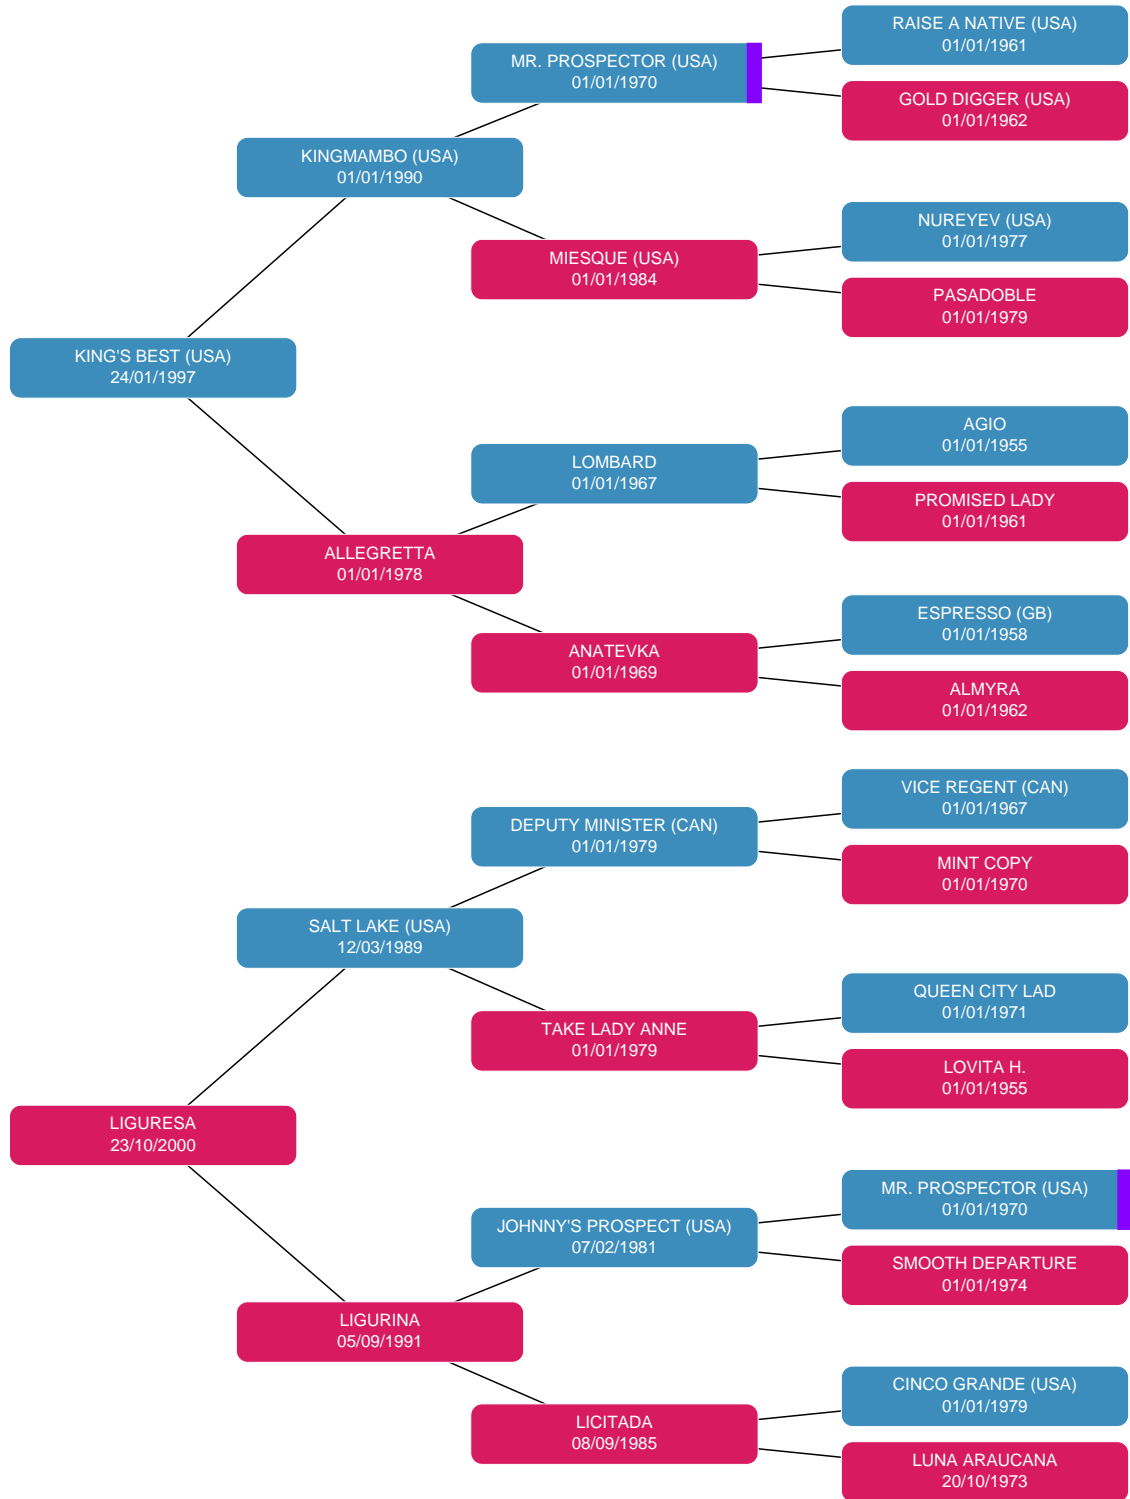 RAISE A NATIVE (USA)
01/01/1961
MR. PROSPECTOR (USA)
01/01/1970
GOLD DIGGER (USA)
01/01/1962
KINGMAMBO (USA)
01/01/1990
NUREYEV (USA)
01/01/1977
MIESQUE (USA)
01/01/1984
PASADOBLE
01/01/1979
KING'S BEST (USA)
24/01/1997
AGIO
01/01/1955
LOMBARD
01/01/1967
PROMISED LADY
01/01/1961
ALLEGRETTA
01/01/1978
ESPRESSO (GB)
01/01/1958
ANATEVKA
01/01/1969
ALMYRA
01/01/1962
VICE REGENT (CAN)
01/01/1967
DEPUTY MINISTER (CAN)
01/01/1979
MINT COPY
01/01/1970
SALT LAKE (USA)
12/03/1989
QUEEN CITY LAD
01/01/1971
TAKE LADY ANNE
01/01/1979
LOVITA H.
01/01/1955
LIGURESA
23/10/2000
MR. PROSPECTOR (USA)
01/01/1970
JOHNNY'S PROSPECT (USA)
07/02/1981
SMOOTH DEPARTURE
01/01/1974
LIGURINA
05/09/1991
CINCO GRANDE (USA)
01/01/1979
LICITADA
08/09/1985
LUNA ARAUCANA
20/10/1973